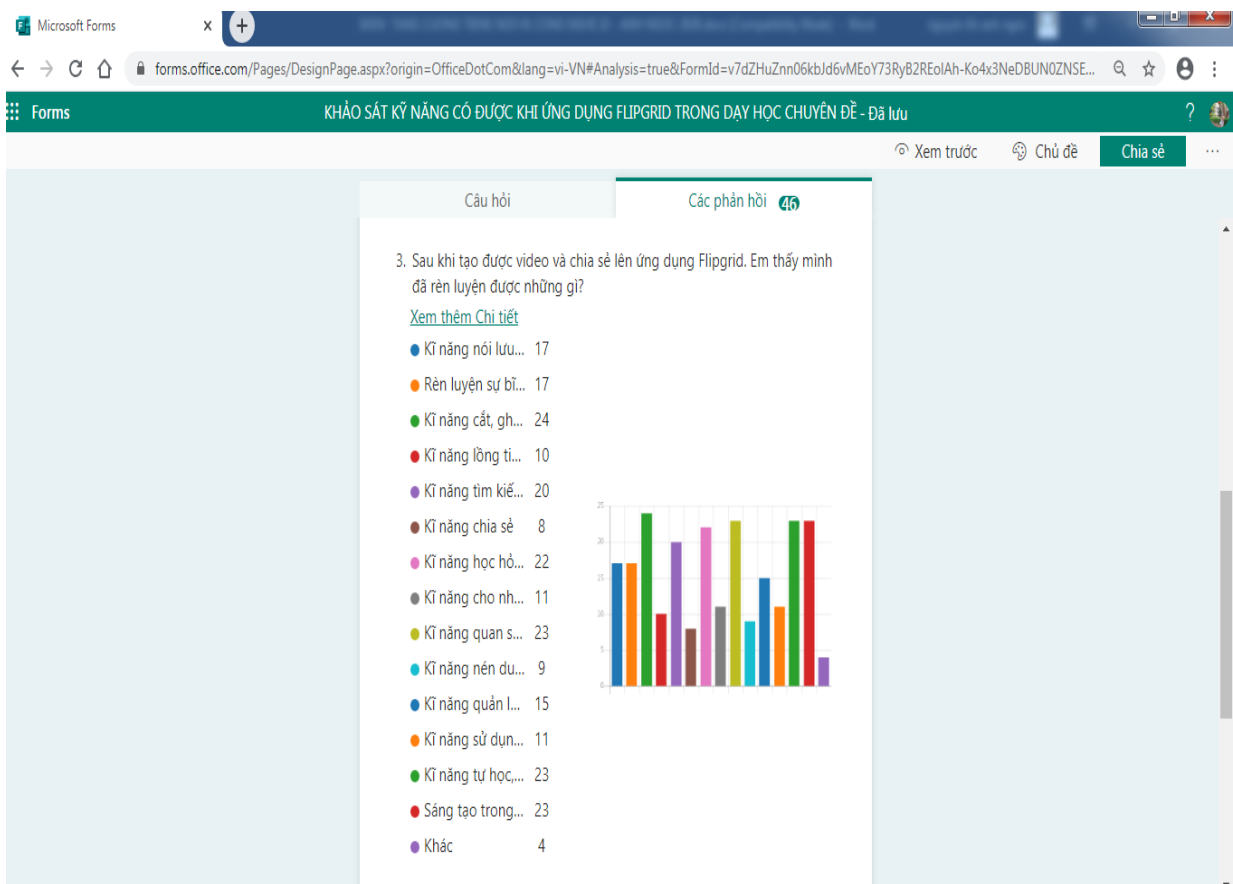 Microsoft Forms
forms.office.com/Pages/DesignPage.aspx?origin=OfficeDotCom&lang=vi-VN#Analysis=true&FormId=v7dZHuZnn06kbJd6vMEoY73RyB2REolAh-Ko4x3NeDBUN0ZNSE...
Forms
KHẢO SÁT KỸ NĂNG CÓ ĐƯỢC KHI ỨNG DỤNG FLIPGRID TRONG DẠY HỌC CHUYÊN ĐỀ - Đã lưu
?
Xem trước
Chủ đề
Chia sẻ
...
Câu hỏi
Các phản hồi 46
3. Sau khi tạo được video và chia sẻ lên ứng dụng Flipgrid. Em thấy mình
đã rèn luyện được những gì?
Xem thêm Chi tiết
Kĩ năng nói lưu... 17
Rèn luyện sự bĩ... 17
Kĩ năng cắt, gh... 24
Kĩ năng lồng ti... 10
Kĩ năng tìm kiế... 20
Kĩ năng chia sẻ 8
Kĩ năng học hỏ... 22
Kĩ năng cho nh... 11
Kĩ năng quan s... 23
Kĩ năng nén du... 9
Kĩ năng quản l... 15
Kĩ năng sử dụn... 11
Kĩ năng tự học,... 23
Sáng tạo trong... 23
Khác 4
25
20
15
10
5
0